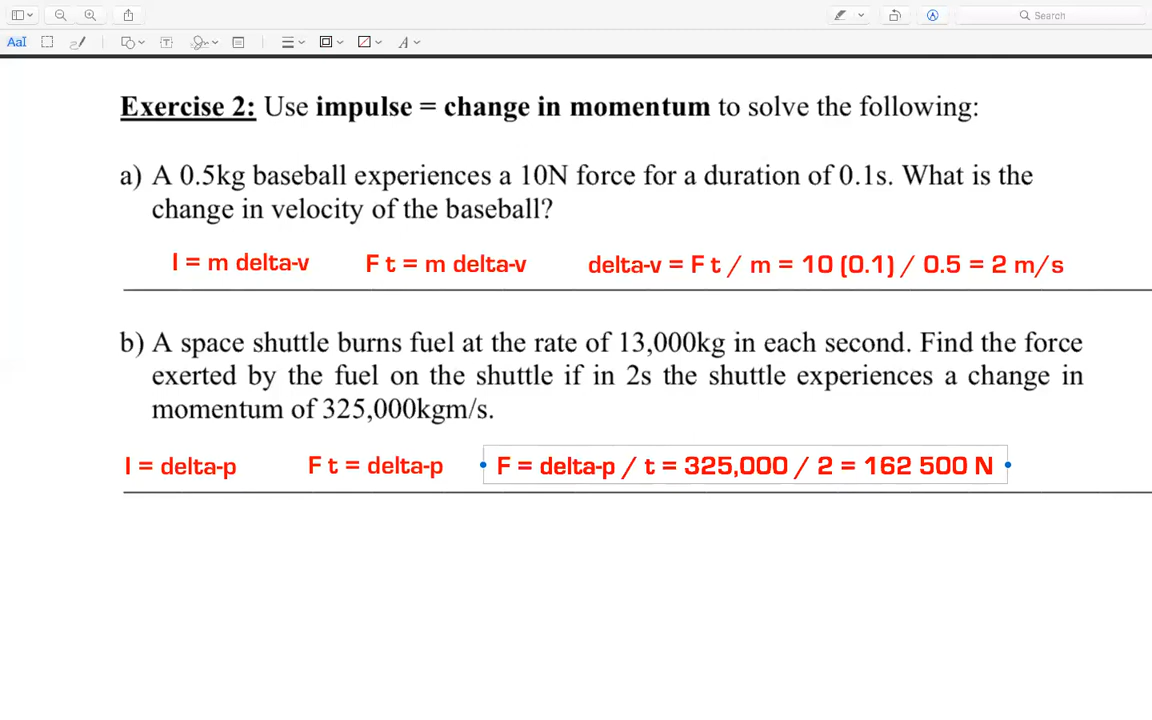 Search
AaI
T
A
Exercise 2: Use impulse = change in momentum to solve the following:
a) A 0.5kg baseball experiences a 10N force for a duration of 0.1s. What is the
change in velocity of the baseball?
I = m delta-v F t = m delta-v delta-v = F t / m = 10 (0.1) / 0.5 = 2 m/s
b) A space shuttle burns fuel at the rate of 13,000kg in each second. Find the force
exerted by the fuel on the shuttle if in 2s the shuttle experiences a change in
momentum of 325,000kgm/s.
I = delta-p F t = delta-p F = delta-p / t = 325,000 / 2 = 162 500 N